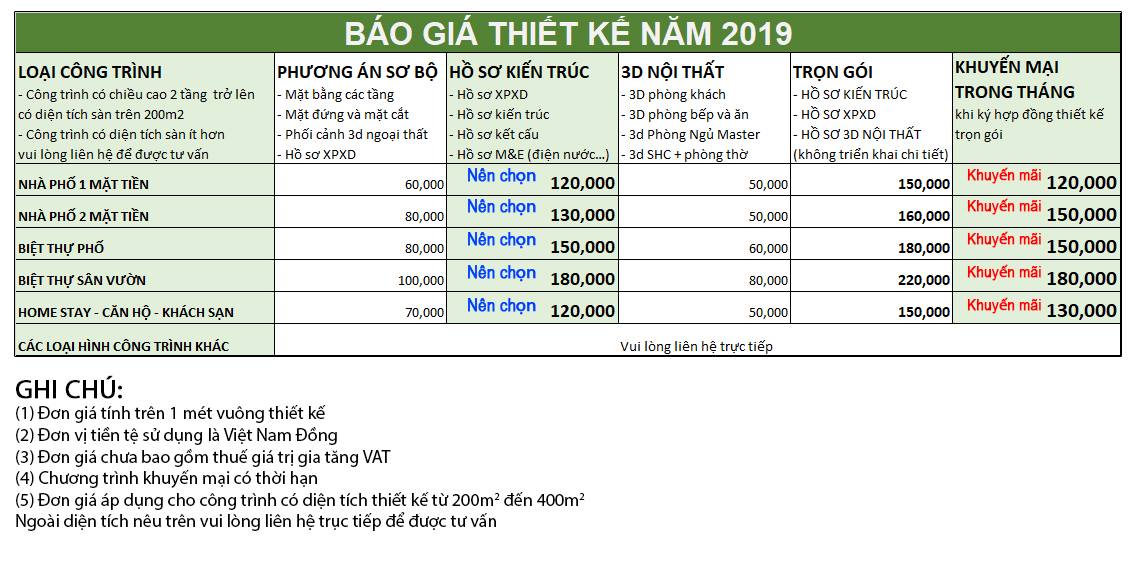 BÁO GIÁ THIẾT KẾ NĂM 2019
LOẠI CÔNG TRÌNH
- Công trình có chiều cao 2 tầng trở lên
có diện tích sàn trên 200m2
- Công trình có diện tích sàn ít hơn
vui lòng liên hệ để được tư vấn
PHƯƠNG ÁN SƠ BỘ
- Mặt bằng các tầng
- Mặt đứng và mặt cắt
- Phối cảnh 3d ngoại thất
- Hồ sơ XPXD
HỒ SƠ KIẾN TRÚC
- Hồ sơ XPXD
- Hồ sơ kiến trúc
- Hồ sơ kết cấu
- Hồ sơ M&E (điện nước...)
3D NỘI THẤT
- 3D phòng khách
- 3D phòng bếp và ăn
- 3d Phòng Ngủ Master
- 3d SHC + phòng thờ
TRỌN GÓI
- HỒ SƠ KIẾN TRÚC
- HỒ SƠ XPXD
- HỒ SƠ 3D NỘI THẤT
(không triển khai chi tiết)
KHUYẾN MẠI
TRONG THÁNG
khi ký hợp đồng thiết kế
trọn gói
NHÀ PHỐ 1 MẶT TIỀN 60,000 Nên chọn 120,000 50,000 150,000 Khuyến mãi 120,000
NHÀ PHỐ 2 MẶT TIỀN 80,000 Nên chọn 130,000 50,000 160,000 Khuyến mãi 150,000
BIỆT THỰ PHỐ 80,000 Nên chọn 150,000 60,000 180,000 Khuyến mãi 150,000
BIỆT THỰ SÂN VƯỜN 100,000 Nên chọn 180,000 80,000 220,000 Khuyến mãi 180,000
HOME STAY - CĂN HỘ - KHÁCH SẠN 70,000 Nên chọn 120,000 50,000 150,000 Khuyến mãi 130,000
CÁC LOẠI HÌNH CÔNG TRÌNH KHÁC Vui lòng liên hệ trực tiếp
GHI CHÚ:
(1) Đơn giá tính trên 1 mét vuông thiết kế
(2) Đơn vị tiền tệ sử dụng là Việt Nam Đồng
(3) Đơn giá chưa bao gồm thuế giá trị gia tăng VAT
(4) Chương trình khuyến mại có thời hạn
(5) Đơn giá áp dụng cho công trình có diện tích thiết kế từ 200m² đến 400m²
Ngoài diện tích nêu trên vui lòng liên hệ trục tiếp để được tư vấn